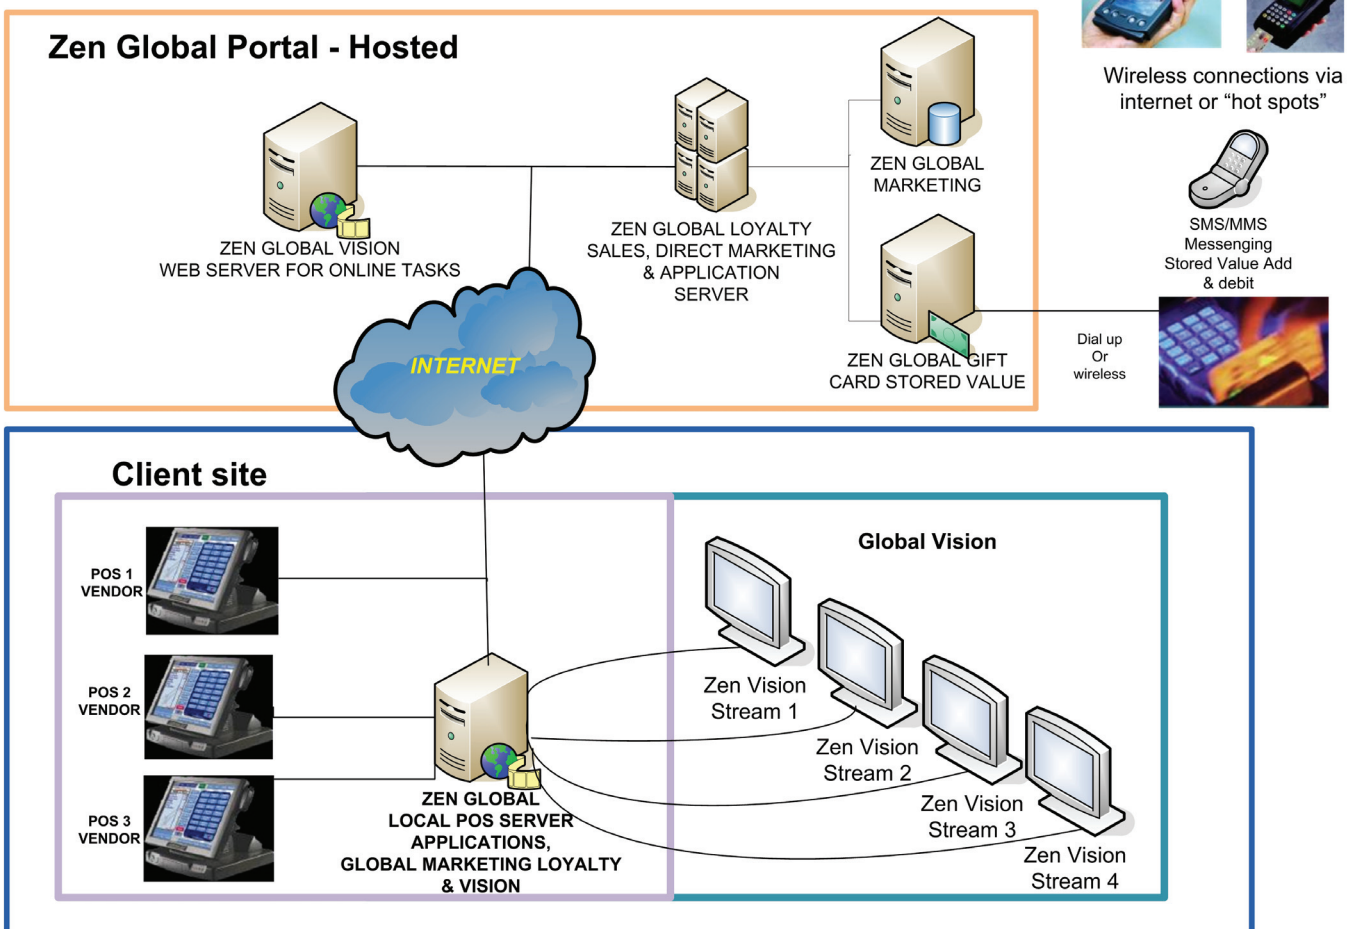 Zen Global Portal - Hosted
ZEN GLOBAL VISION
WEB SERVER FOR ONLINE TASKS
ZEN GLOBAL LOYALTY
SALES, DIRECT MARKETING
& APPLICATION
SERVER
ZEN GLOBAL
MARKETING
ZEN GLOBAL GIFT
CARD STORED VALUE
Wireless connections via
internet or “hot spots”
SMS/MMS
Messenging
Stored Value Add
& debit
Dial up
Or
wireless
INTERNET
Client site
POS 1
VENDOR
POS 2
VENDOR
POS 3
VENDOR
ZEN GLOBAL
LOCAL POS SERVER
APPLICATIONS,
GLOBAL MARKETING LOYALTY
& VISION
Global Vision
Zen Vision
Stream 1
Zen Vision
Stream 2
Zen Vision
Stream 3
Zen Vision
Stream 4